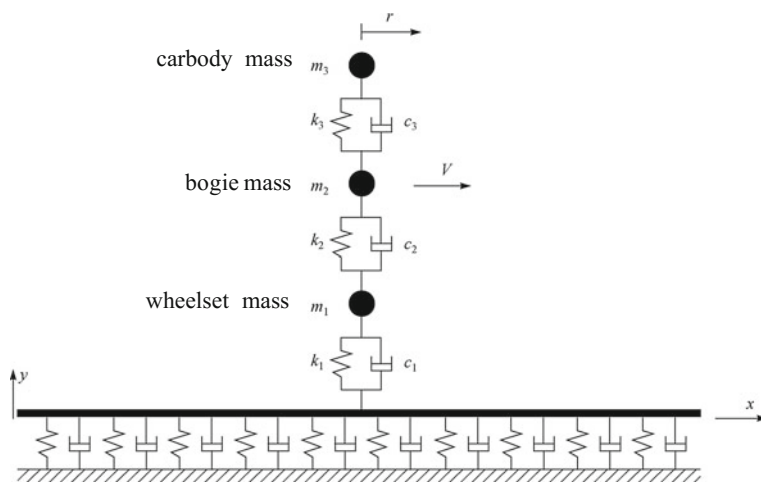 r
carbody mass m₃
k₃ c₃
bogie mass m₂ V
k₂ c₂
wheelset mass m₁
k₁ c₁
y
x